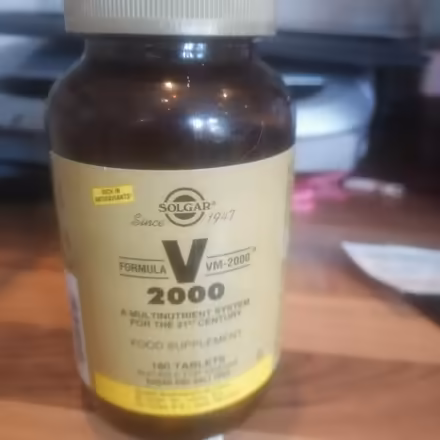 RICH IN
SOLGAR®
Since 1947
FORMULA V VM-2000®
2000
A MULTINUTRIENT SYSTEM
FOR THE 21ST CENTURY
FOOD SUPPLEMENT
180 TABLETS